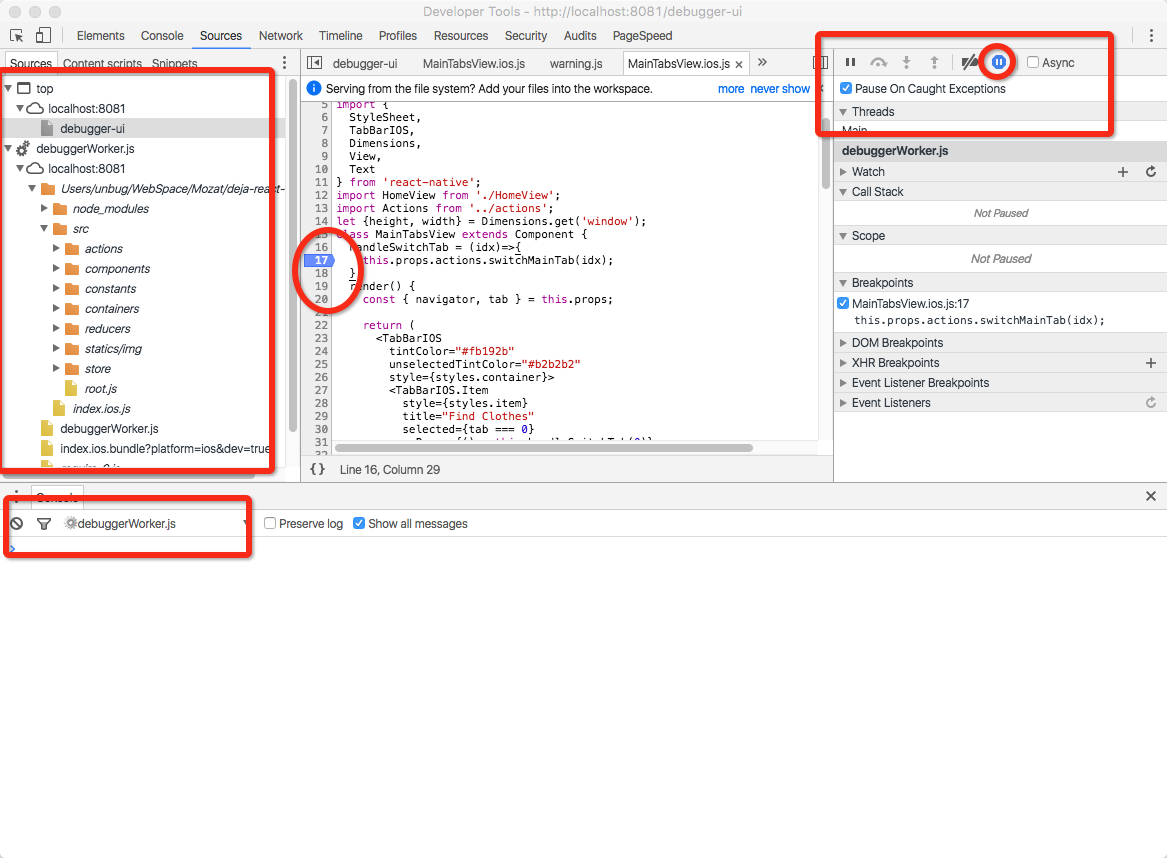 Developer Tools - http://localhost:8081/debugger-ui
Elements Console Sources Network Timeline Profiles Resources Security Audits PageSpeed
Sources Content scripts Snippets
top
localhost:8081
debugger-ui
debuggerWorker.js
localhost:8081
Users/unbug/WebSpace/Mozat/deja-react-
node_modules
src
actions
components
constants
containers
reducers
statics/img
store
root.js
index.ios.js
debuggerWorker.js
index.ios.bundle?platform=ios&dev=true
debugger-ui MainTabsView.ios.js warning.js MainTabsView.ios.js × »
Serving from the file system? Add your files into the workspace. more never show
5 import {
6 StyleSheet,
7 TabBarIOS,
8 Dimensions,
9 View,
10 Text
11 } from 'react-native';
12 import HomeView from './HomeView';
13 import Actions from '../actions';
14 let {height, width} = Dimensions.get('window');
15 class MainTabsView extends Component {
16 handleSwitchTab = (idx)=>{
17 this.props.actions.switchMainTab(idx);
18 }
19 render() {
20 const { navigator, tab } = this.props;
21
22 return (
23 <TabBarIOS
24 tintColor="#fb192b"
25 unselectedTintColor="#b2b2b2"
26 style={styles.container}>
27 <TabBarIOS.Item
28 style={styles.item}
29 title="Find Clothes"
30 selected={tab === 0}
31
{} Line 16, Column 29
Async
Pause On Caught Exceptions
Threads
Main
debuggerWorker.js
Watch
Call Stack
Not Paused
Scope
Not Paused
Breakpoints
MainTabsView.ios.js:17
this.props.actions.switchMainTab(idx);
DOM Breakpoints
XHR Breakpoints
Event Listener Breakpoints
Event Listeners
Console
debuggerWorker.js Preserve log Show all messages